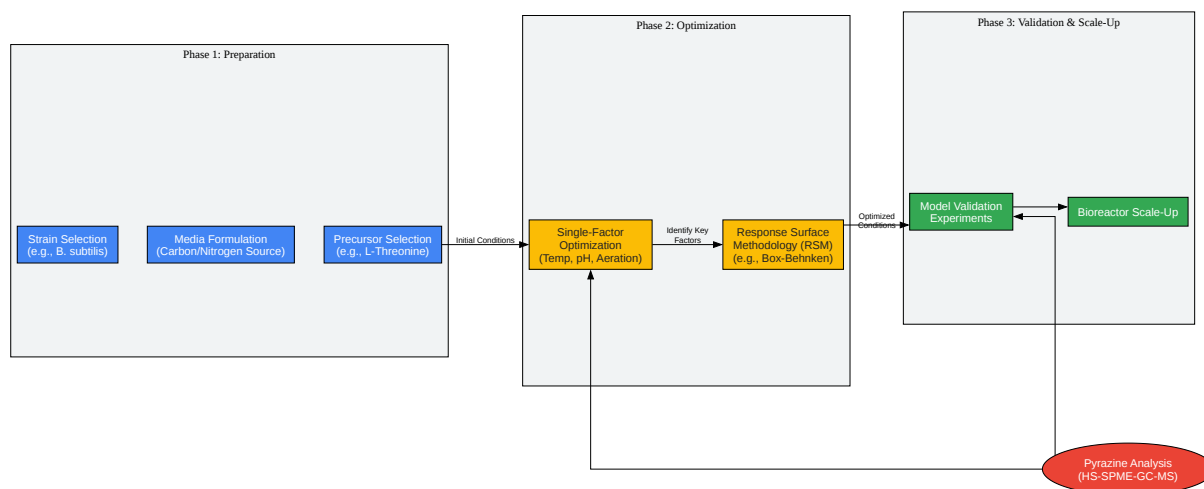 Phase 1: Preparation
Strain Selection
(e.g., B. subtilis)
Media Formulation
(Carbon/Nitrogen Source)
Precursor Selection
(e.g., L-Threonine)
Initial Conditions
Phase 2: Optimization
Single-Factor
Optimization
(Temp, pH, Aeration)
Identify Key
Factors
Response Surface
Methodology (RSM)
(e.g., Box-Behnken)
Optimized
Conditions
Phase 3: Validation & Scale-Up
Model Validation
Experiments
Bioreactor Scale-Up
Pyrazine Analysis
(HS-SPME-GC-MS)